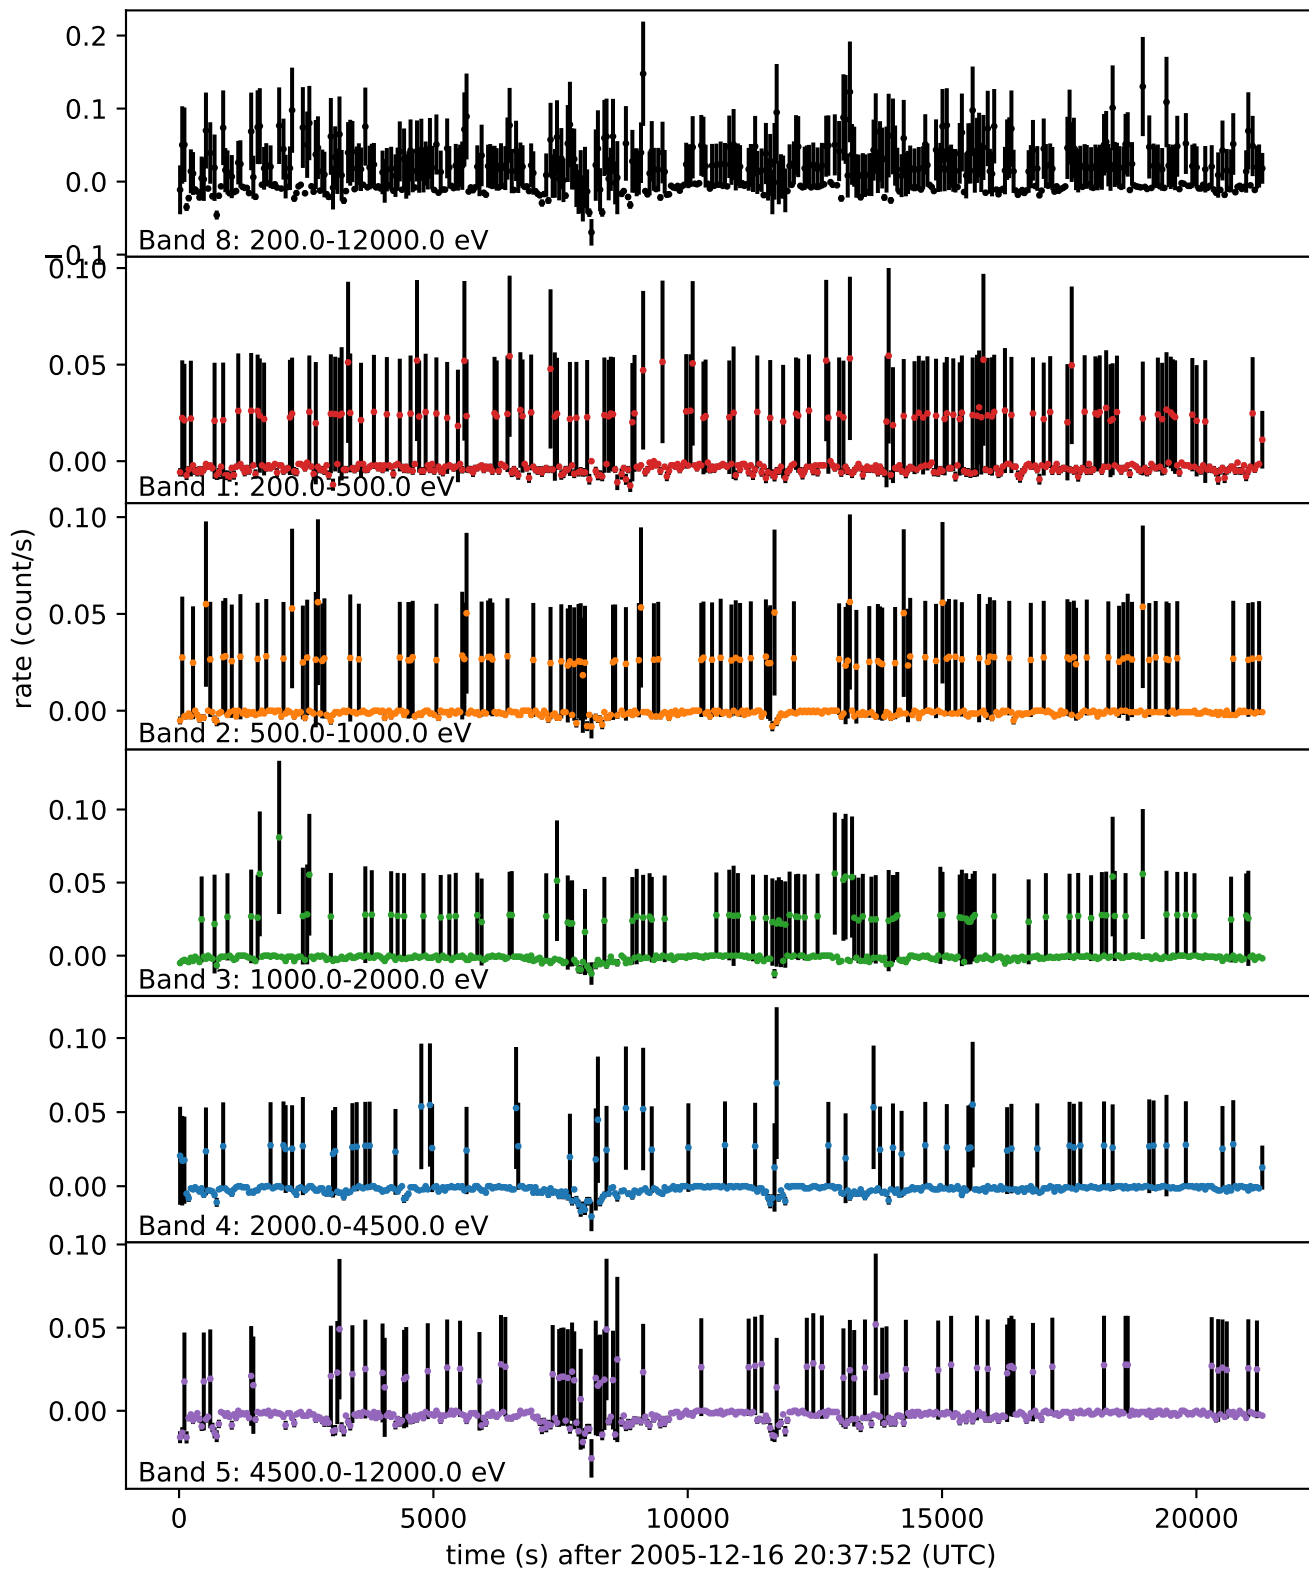 0.2
0.1
0.0
−0.1
Band 8: 200.0-12000.0 eV
0.10
0.05
0.00
Band 1: 200.0-500.0 eV
0.10
0.05
0.00
Band 2: 500.0-1000.0 eV
rate (count/s)
0.10
0.05
0.00
Band 3: 1000.0-2000.0 eV
0.10
0.05
0.00
Band 4: 2000.0-4500.0 eV
0.10
0.05
0.00
Band 5: 4500.0-12000.0 eV
0 5000 10000 15000 20000
time (s) after 2005-12-16 20:37:52 (UTC)